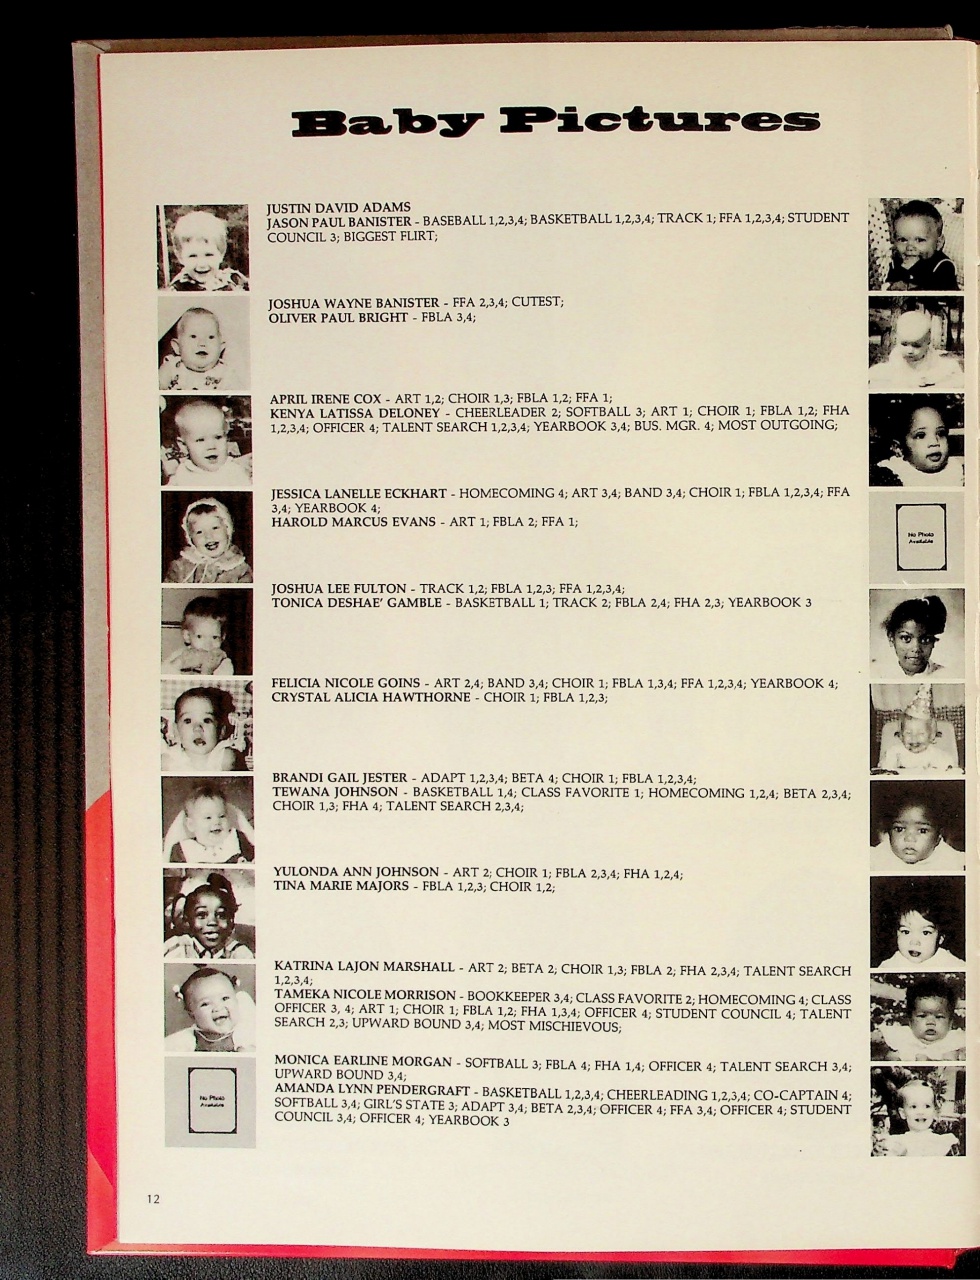 Baby Pictures
JUSTIN DAVID ADAMS
JASON PAUL BANISTER - BASEBALL 1,2,3,4; BASKETBALL 1,2,3,4; TRACK 1; FFA 1,2,3,4; STUDENT
COUNCIL 3; BIGGEST FLIRT;
JOSHUA WAYNE BANISTER - FFA 2,3,4; CUTEST;
OLIVER PAUL BRIGHT - FBLA 3,4;
APRIL IRENE COX - ART 1,2; CHOIR 1,3; FBLA 1,2; FFA 1;
KENYA LATISSA DELONEY - CHEERLEADER 2; SOFTBALL 3; ART 1; CHOIR 1; FBLA 1,2; FHA
1,2,3,4; OFFICER 4; TALENT SEARCH 1,2,3,4; YEARBOOK 3,4; BUS. MGR. 4; MOST OUTGOING;
JESSICA LANELLE ECKHART - HOMECOMING 4; ART 3,4; BAND 3,4; CHOIR 1; FBLA 1,2,3,4; FFA
3,4; YEARBOOK 4;
HAROLD MARCUS EVANS - ART 1; FBLA 2; FFA 1;
No Photo
Available
JOSHUA LEE FULTON - TRACK 1,2; FBLA 1,2,3; FFA 1,2,3,4;
TONICA DESHAE' GAMBLE - BASKETBALL 1; TRACK 2; FBLA 2,4; FHA 2,3; YEARBOOK 3
FELICIA NICOLE GOINS - ART 2,4; BAND 3,4; CHOIR 1; FBLA 1,3,4; FFA 1,2,3,4; YEARBOOK 4;
CRYSTAL ALICIA HAWTHORNE - CHOIR 1; FBLA 1,2,3;
BRANDI GAIL JESTER - ADAPT 1,2,3,4; BETA 4; CHOIR 1; FBLA 1,2,3,4;
TEWANA JOHNSON - BASKETBALL 1,4; CLASS FAVORITE 1; HOMECOMING 1,2,4; BETA 2,3,4;
CHOIR 1,3; FHA 4; TALENT SEARCH 2,3,4;
YULONDA ANN JOHNSON - ART 2; CHOIR 1; FBLA 2,3,4; FHA 1,2,4;
TINA MARIE MAJORS - FBLA 1,2,3; CHOIR 1,2;
KATRINA LAJON MARSHALL - ART 2; BETA 2; CHOIR 1,3; FBLA 2; FHA 2,3,4; TALENT SEARCH
1,2,3,4;
TAMEKA NICOLE MORRISON - BOOKKEEPER 3,4; CLASS FAVORITE 2; HOMECOMING 4; CLASS
OFFICER 3, 4; ART 1; CHOIR 1; FBLA 1,2; FHA 1,3,4; OFFICER 4; STUDENT COUNCIL 4; TALENT
SEARCH 2,3; UPWARD BOUND 3,4; MOST MISCHIEVOUS;
MONICA EARLINE MORGAN - SOFTBALL 3; FBLA 4; FHA 1,4; OFFICER 4; TALENT SEARCH 3,4;
UPWARD BOUND 3,4;
AMANDA LYNN PENDERGRAFT - BASKETBALL 1,2,3,4; CHEERLEADING 1,2,3,4; CO-CAPTAIN 4;
SOFTBALL 3,4; GIRL'S STATE 3; ADAPT 3,4; BETA 2,3,4; OFFICER 4; FFA 3,4; OFFICER 4; STUDENT
COUNCIL 3,4; OFFICER 4; YEARBOOK 3
No Photo
Available
12